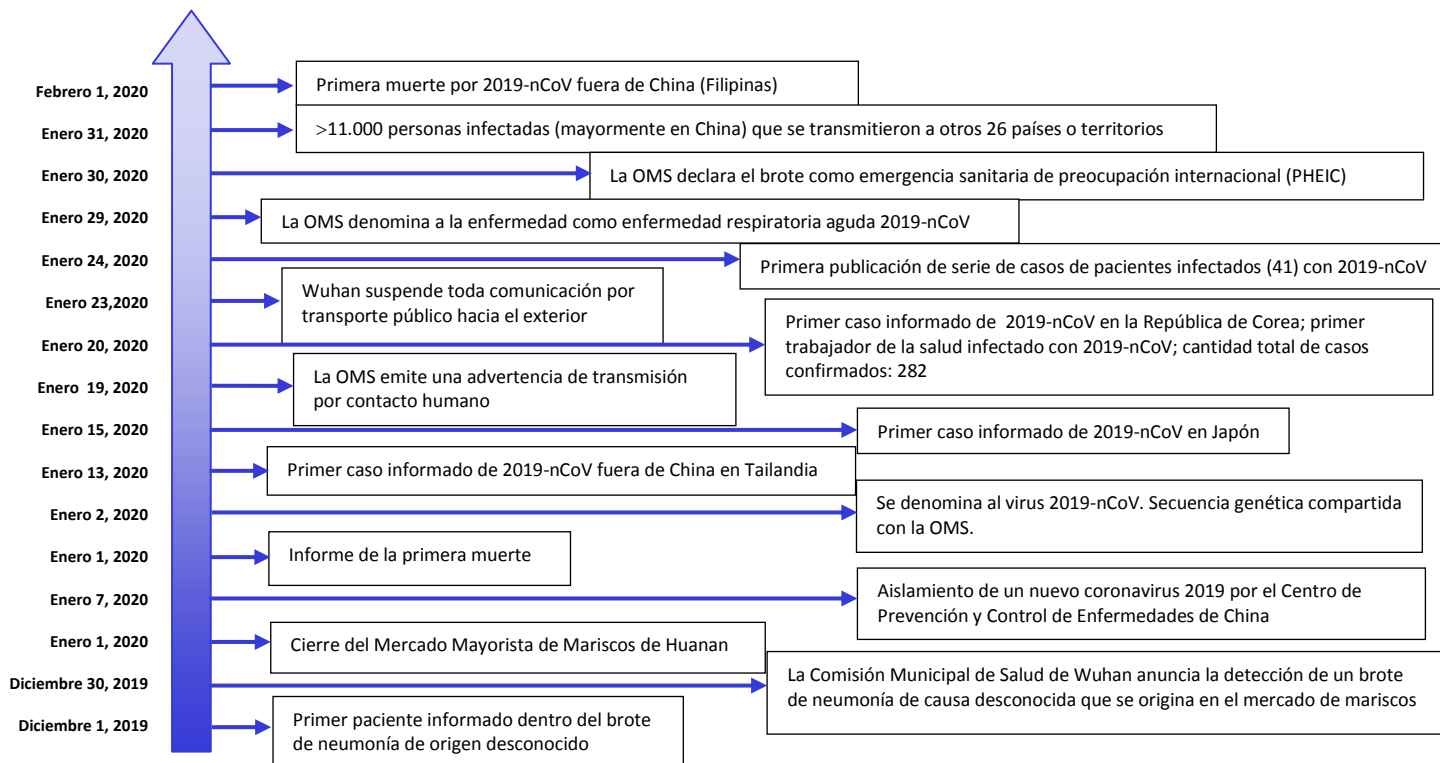 Febrero 1, 2020
Primera muerte por 2019-nCoV fuera de China (Filipinas)
Enero 31, 2020
>11.000 personas infectadas (mayormente en China) que se transmitieron a otros 26 países o territorios
Enero 30, 2020
La OMS declara el brote como emergencia sanitaria de preocupación internacional (PHEIC)
Enero 29, 2020
La OMS denomina a la enfermedad como enfermedad respiratoria aguda 2019-nCoV
Enero 24, 2020
Primera publicación de serie de casos de pacientes infectados (41) con 2019-nCoV
Enero 23,2020
Wuhan suspende toda comunicación por
transporte público hacia el exterior
Enero 20, 2020
Primer caso informado de 2019-nCoV en la República de Corea; primer
trabajador de la salud infectado con 2019-nCoV; cantidad total de casos
confirmados: 282
Enero 19, 2020
La OMS emite una advertencia de transmisión
por contacto humano
Enero 15, 2020
Primer caso informado de 2019-nCoV en Japón
Enero 13, 2020
Primer caso informado de 2019-nCoV fuera de China en Tailandia
Enero 2, 2020
Se denomina al virus 2019-nCoV. Secuencia genética compartida
con la OMS.
Enero 1, 2020
Informe de la primera muerte
Enero 7, 2020
Aislamiento de un nuevo coronavirus 2019 por el Centro de
Prevención y Control de Enfermedades de China
Enero 1, 2020
Cierre del Mercado Mayorista de Mariscos de Huanan
Diciembre 30, 2019
La Comisión Municipal de Salud de Wuhan anuncia la detección de un brote
de neumonía de causa desconocida que se origina en el mercado de mariscos
Diciembre 1, 2019
Primer paciente informado dentro del brote
de neumonía de origen desconocido